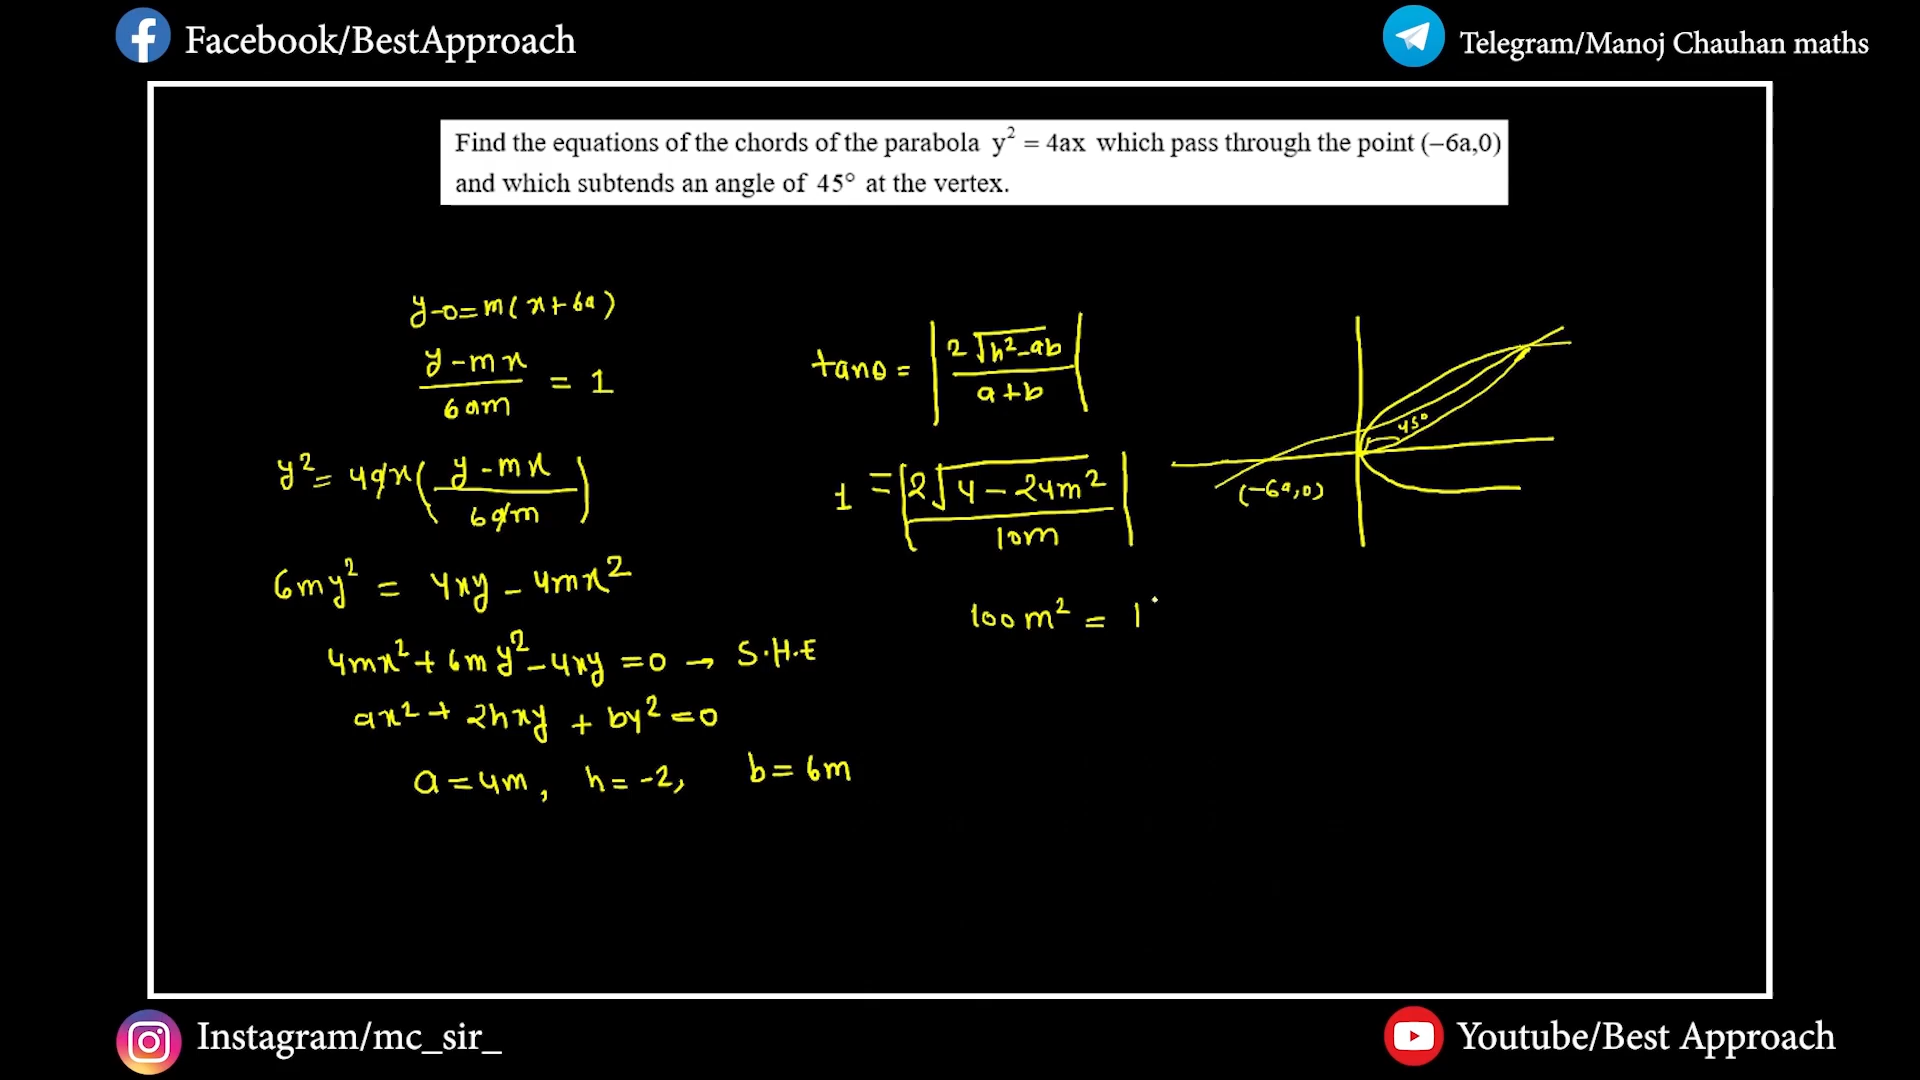 Facebook/BestApproach
Telegram/Manoj Chauhan maths
Find the equations of the chords of the parabola y² = 4ax which pass through the point (−6a,0)
and which subtends an angle of 45° at the vertex.
y-0=m(x+6a)
y-mx/6am = 1
y² = 4ax(y-mx/6am)
6my² = 4xy - 4mx²
4mx²+6my²-4xy=0 → S.H.E
ax²+2hxy+by²=0
a=4m, h=-2, b=6m
tanθ = |2√h²-ab/a+b|
1 = |2√4-24m²/10m|
100m² = 1
45°
(-6a,0)
Instagram/mc_sir_
Youtube/Best Approach